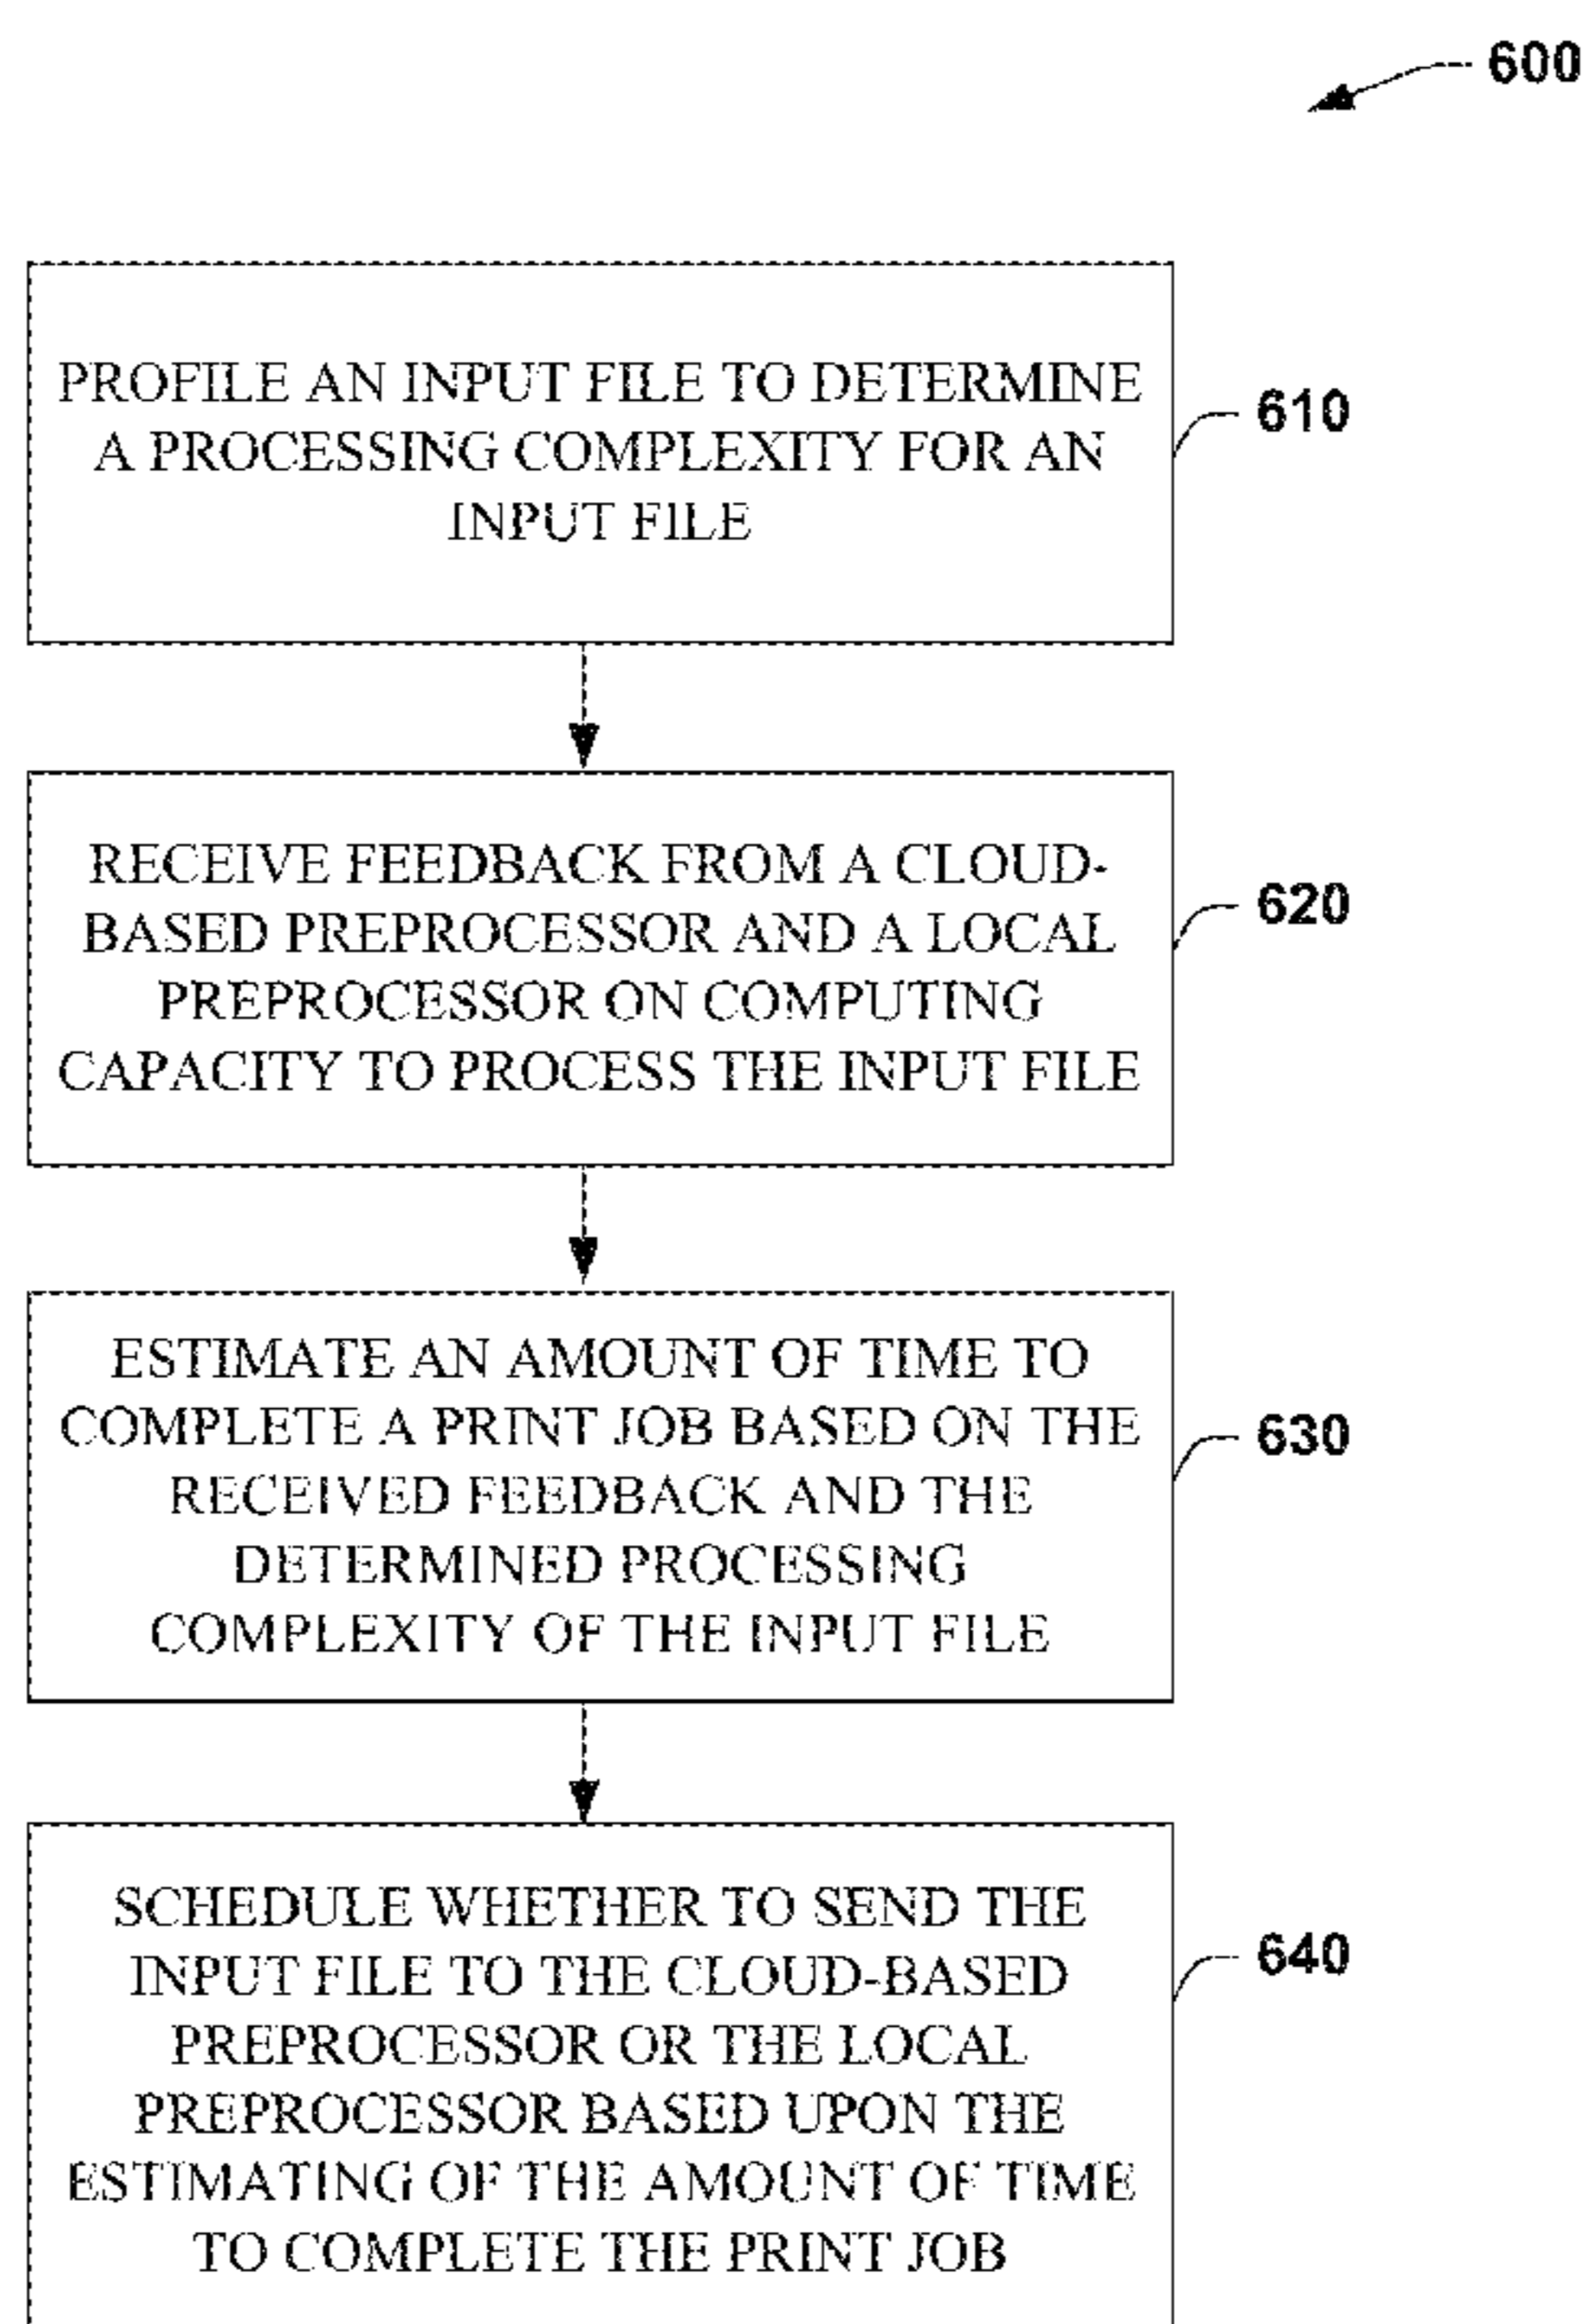 600
PROFILE AN INPUT FILE TO DETERMINE
A PROCESSING COMPLEXITY FOR AN
INPUT FILE
610
RECEIVE FEEDBACK FROM A CLOUD-
BASED PREPROCESSOR AND A LOCAL
PREPROCESSOR ON COMPUTING
CAPACITY TO PROCESS THE INPUT FILE
620
ESTIMATE AN AMOUNT OF TIME TO
COMPLETE A PRINT JOB BASED ON THE
RECEIVED FEEDBACK AND THE
DETERMINED PROCESSING
COMPLEXITY OF THE INPUT FILE
630
SCHEDULE WHETHER TO SEND THE
INPUT FILE TO THE CLOUD-BASED
PREPROCESSOR OR THE LOCAL
PREPROCESSOR BASED UPON THE
ESTIMATING OF THE AMOUNT OF TIME
TO COMPLETE THE PRINT JOB
640